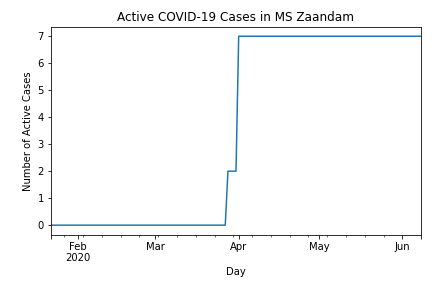 Active COVID-19 Cases in MS Zaandam
Number of Active Cases
7
6
5
4
3
2
1
0
Feb Mar Apr May Jun
2020
Day